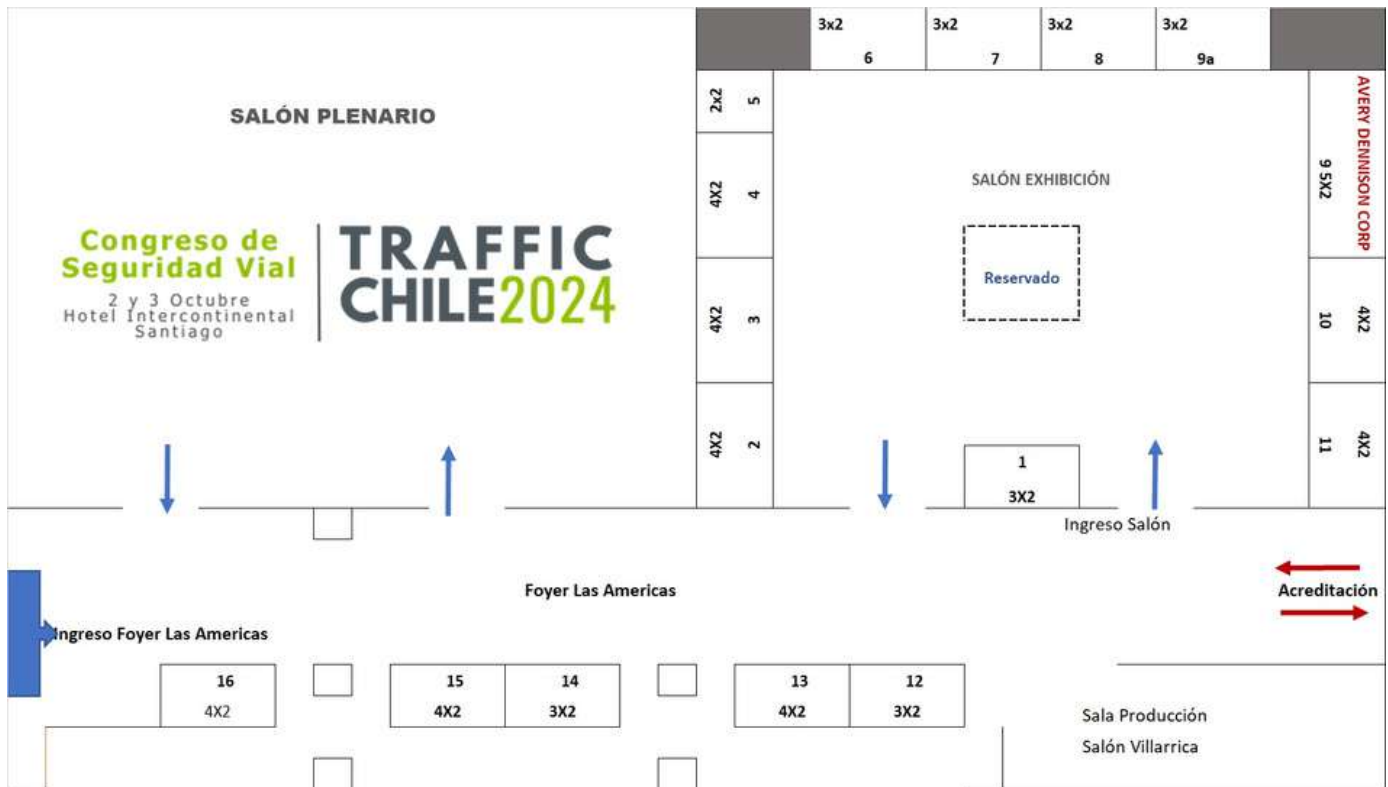 SALÓN PLENARIO
Congreso de
Seguridad Vial
2 y 3 Octubre
Hotel Intercontinental
Santiago
TRAFFIC
CHILE2024
3x2
6
3x2
7
3x2
8
3x2
9a
2x2
5
4X2
4
4X2
3
4X2
2
SALÓN EXHIBICIÓN
Reservado
AVERY DENNISON CORP
9 5X2
4X2
10
4X2
11
1
3X2
Ingreso Salón
Foyer Las Americas
Acreditación
Ingreso Foyer Las Americas
16
4X2
15
4X2
14
3X2
13
4X2
12
3X2
Sala Producción
Salón Villarrica